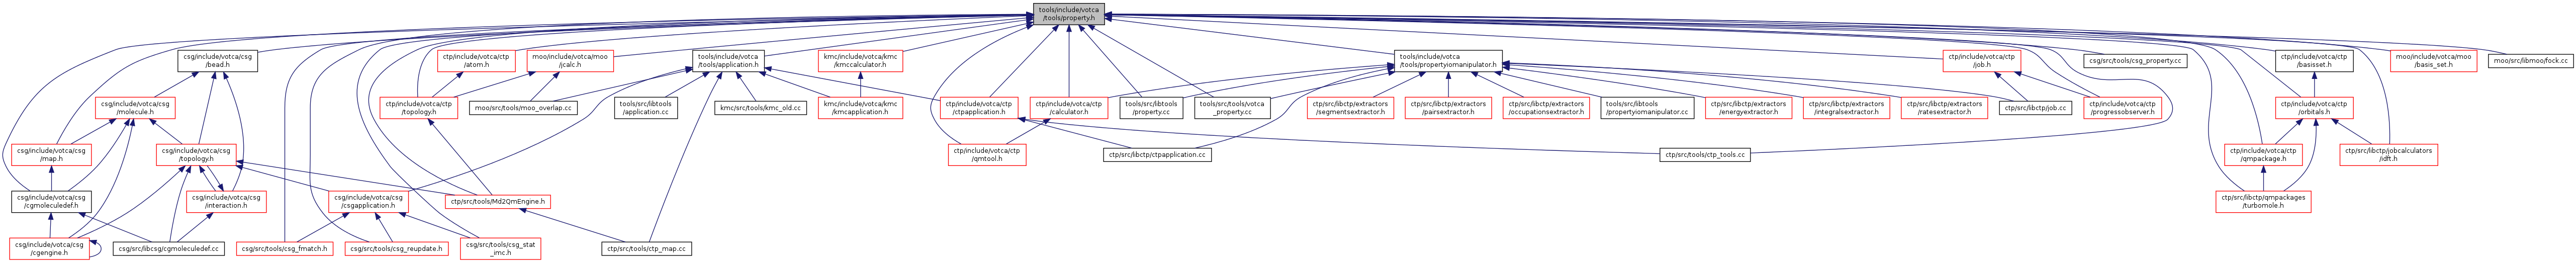 tools/include/votca
/tools/property.h
csg/include/votca/csg
/bead.h
ctp/include/votca/ctp
/atom.h
moo/include/votca/moo
/jcalc.h
tools/include/votca
/tools/application.h
kmc/include/votca/kmc
/kmccalculator.h
tools/include/votca
/tools/propertyiomanipulator.h
ctp/include/votca/ctp
/job.h
csg/src/tools/csg_property.cc
ctp/include/votca/ctp
/basisset.h
moo/include/votca/moo
/basis_set.h
moo/src/libmoo/fock.cc
csg/include/votca/csg
/molecule.h
ctp/include/votca/ctp
/topology.h
moo/src/tools/moo_overlap.cc
tools/src/libtools
/application.cc
kmc/src/tools/kmc_old.cc
kmc/include/votca/kmc
/kmcapplication.h
ctp/include/votca/ctp
/ctpapplication.h
ctp/include/votca/ctp
/calculator.h
tools/src/libtools
/property.cc
tools/src/tools/votca
_property.cc
ctp/src/libctp/extractors
/segmentsextractor.h
ctp/src/libctp/extractors
/pairsextractor.h
ctp/src/libctp/extractors
/occupationsextractor.h
tools/src/libtools
/propertyiomanipulator.cc
ctp/src/libctp/extractors
/energyextractor.h
ctp/src/libctp/extractors
/integralsextractor.h
ctp/src/libctp/extractors
/ratesextractor.h
ctp/src/libctp/job.cc
ctp/include/votca/ctp
/progressobserver.h
ctp/include/votca/ctp
/orbitals.h
csg/include/votca/csg
/map.h
csg/include/votca/csg
/topology.h
ctp/include/votca/ctp
/qmtool.h
ctp/src/libctp/ctpapplication.cc
ctp/src/tools/ctp_tools.cc
ctp/include/votca/ctp
/qmpackage.h
ctp/src/libctp/jobcalculators
/idft.h
csg/include/votca/csg
/cgmoleculedef.h
csg/include/votca/csg
/interaction.h
csg/include/votca/csg
/csgapplication.h
ctp/src/tools/Md2QmEngine.h
ctp/src/libctp/qmpackages
/turbomole.h
csg/include/votca/csg
/cgengine.h
csg/src/libcsg/cgmoleculedef.cc
csg/src/tools/csg_fmatch.h
csg/src/tools/csg_reupdate.h
csg/src/tools/csg_stat
_imc.h
ctp/src/tools/ctp_map.cc